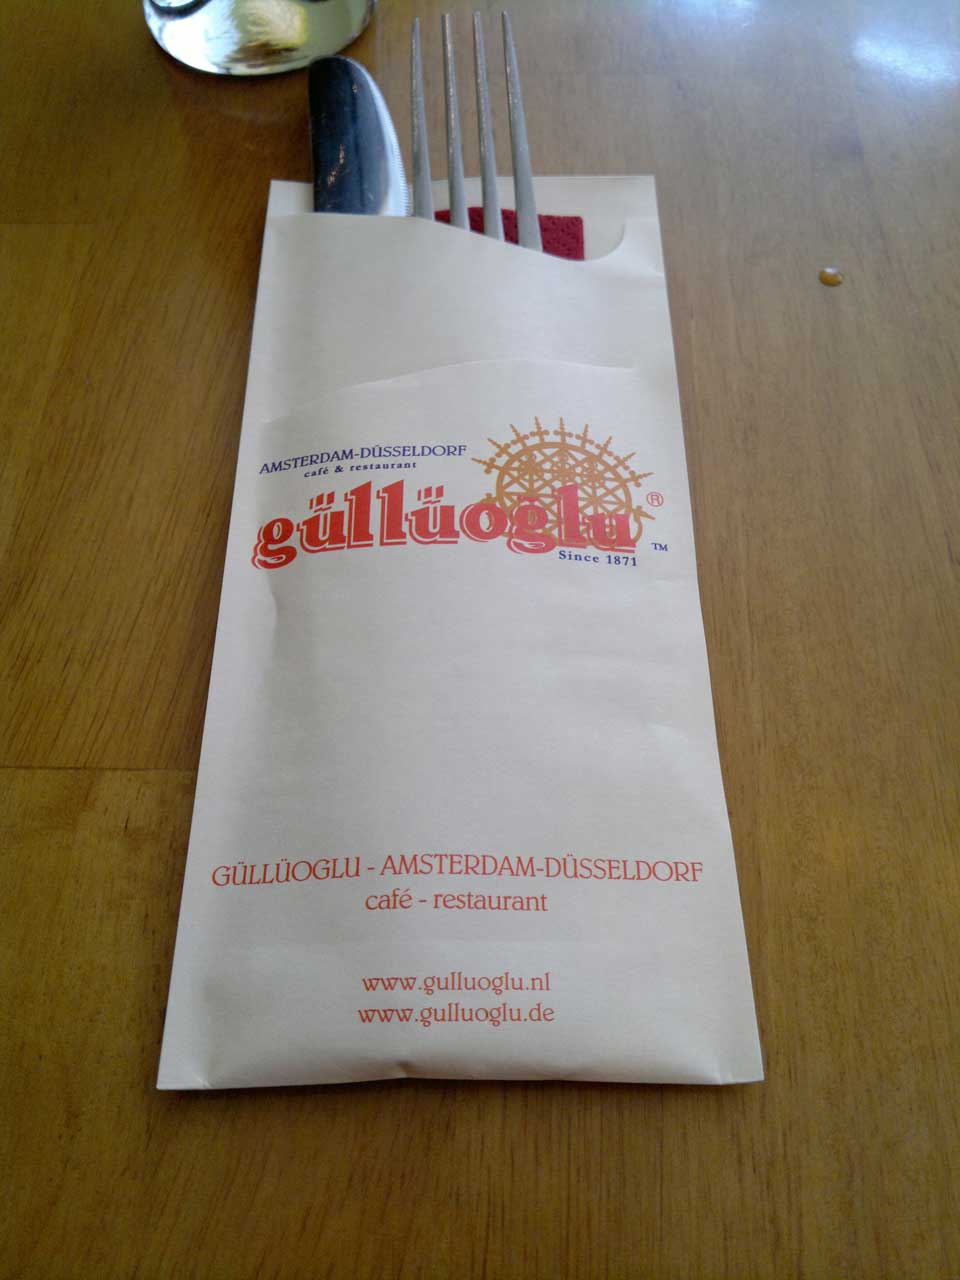 AMSTERDAM-DÜSSELDORF
café & restaurant
güllüoglu ®
TM
Since 1871
GÜLLÜOGLU - AMSTERDAM-DÜSSELDORF
café - restaurant
www.gulluoglu.nl
www.gulluoglu.de